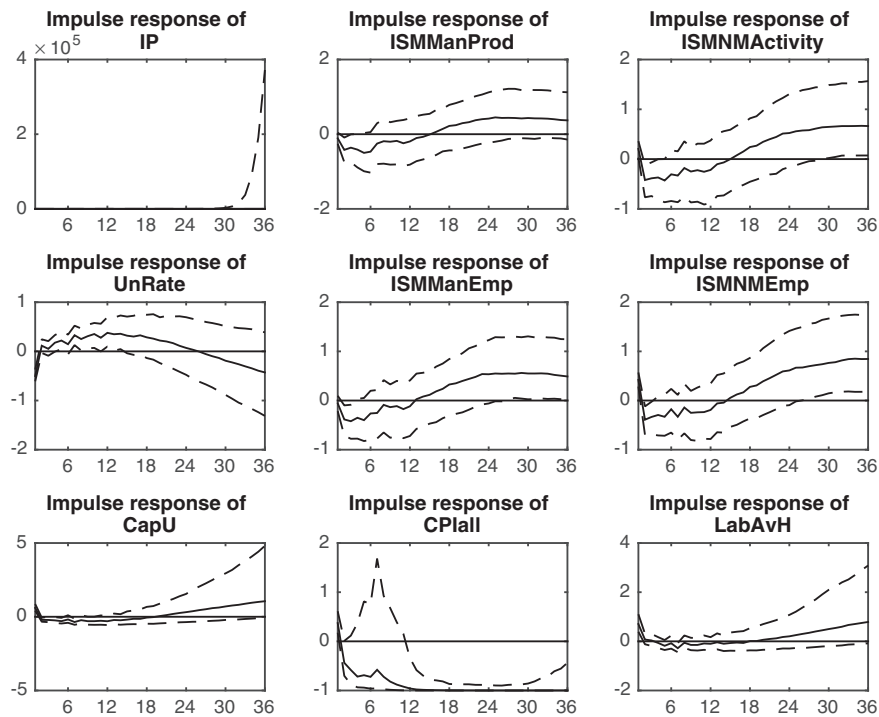 Impulse response of
IP
Impulse response of
ISMManProd
Impulse response of
ISMNMActivity
× 10⁵
4
2
0
6 12 18 24 30 36
2
0
-2
6 12 18 24 30 36
2
1
0
-1
6 12 18 24 30 36
Impulse response of
UnRate
Impulse response of
ISMManEmp
Impulse response of
ISMNMEmp
1
0
-1
-2
6 12 18 24 30 36
2
1
0
-1
6 12 18 24 30 36
2
1
0
-1
6 12 18 24 30 36
Impulse response of
CapU
Impulse response of
CPIall
Impulse response of
LabAvH
5
0
-5
6 12 18 24 30 36
2
1
0
-1
6 12 18 24 30 36
4
2
0
-2
6 12 18 24 30 36